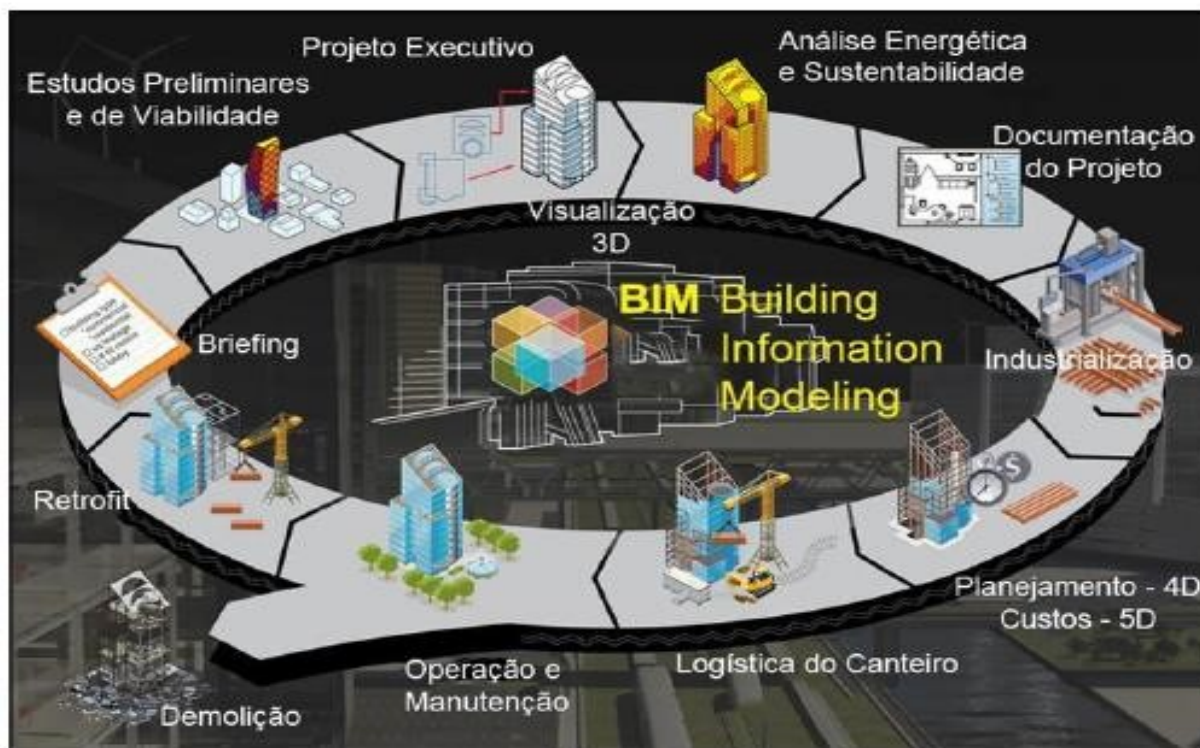 Projeto Executivo
Análise Energética
e Sustentabilidade
Estudos Preliminares
e de Viabilidade
Documentação
do Projeto
Visualização
3D
BIM Building
Information
Modeling
Briefing
Industrialização
Retrofit
Planejamento - 4D
Custos - 5D
Logística do Canteiro
Operação e
Manutenção
Demolição